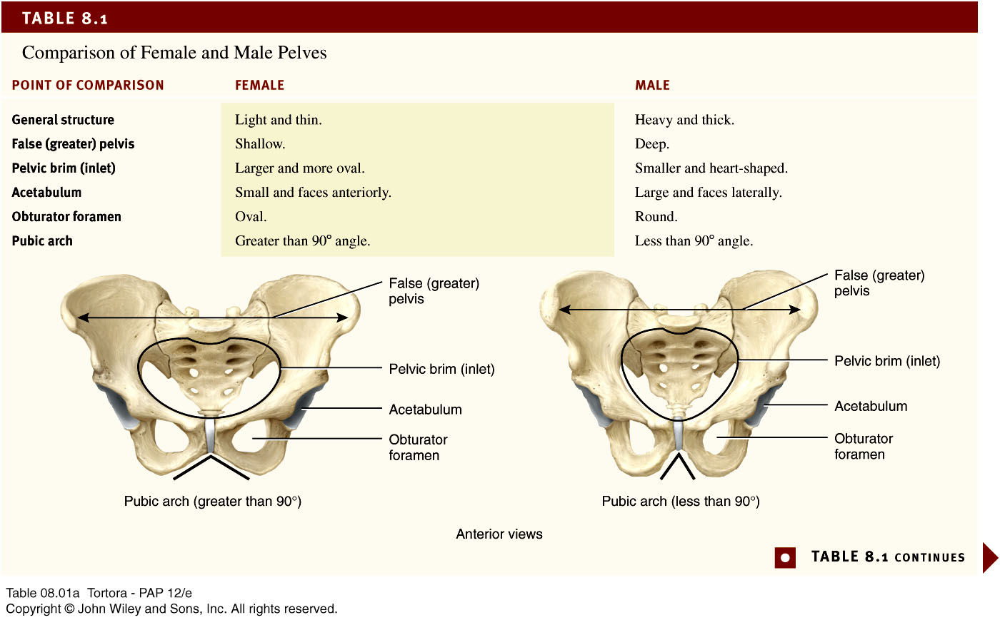 TABLE 8.1
Comparison of Female and Male Pelves
POINT OF COMPARISON FEMALE MALE
General structure Light and thin. Heavy and thick.
False (greater) pelvis Shallow. Deep.
Pelvic brim (inlet) Larger and more oval. Smaller and heart-shaped.
Acetabulum Small and faces anteriorly. Large and faces laterally.
Obturator foramen Oval. Round.
Pubic arch Greater than 90° angle. Less than 90° angle.
False (greater)
pelvis
Pelvic brim (inlet)
Acetabulum
Obturator
foramen
Pubic arch (greater than 90°)
False (greater)
pelvis
Pelvic brim (inlet)
Acetabulum
Obturator
foramen
Pubic arch (less than 90°)
Anterior views
TABLE 8.1 CONTINUES
Table 08.01a Tortora - PAP 12/e
Copyright © John Wiley and Sons, Inc. All rights reserved.